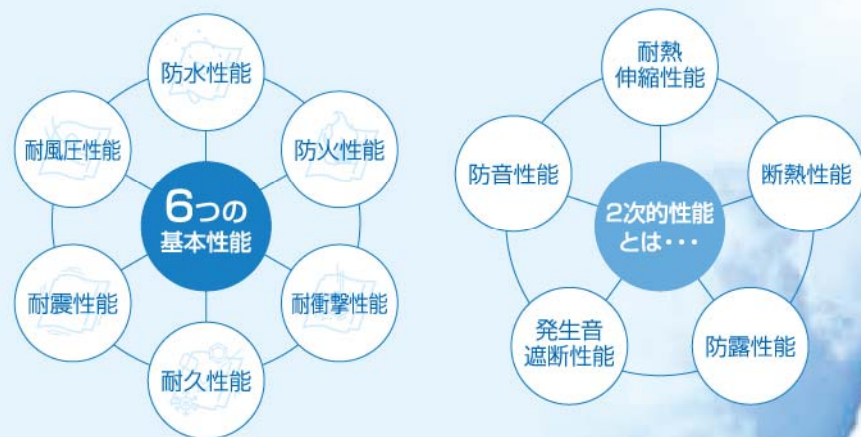 6つの
基本性能
防水性能
防火性能
耐衝撃性能
耐久性能
耐震性能
耐風圧性能
2次的性能
とは・・・
耐熱
伸縮性能
断熱性能
防露性能
発生音
遮断性能
防音性能